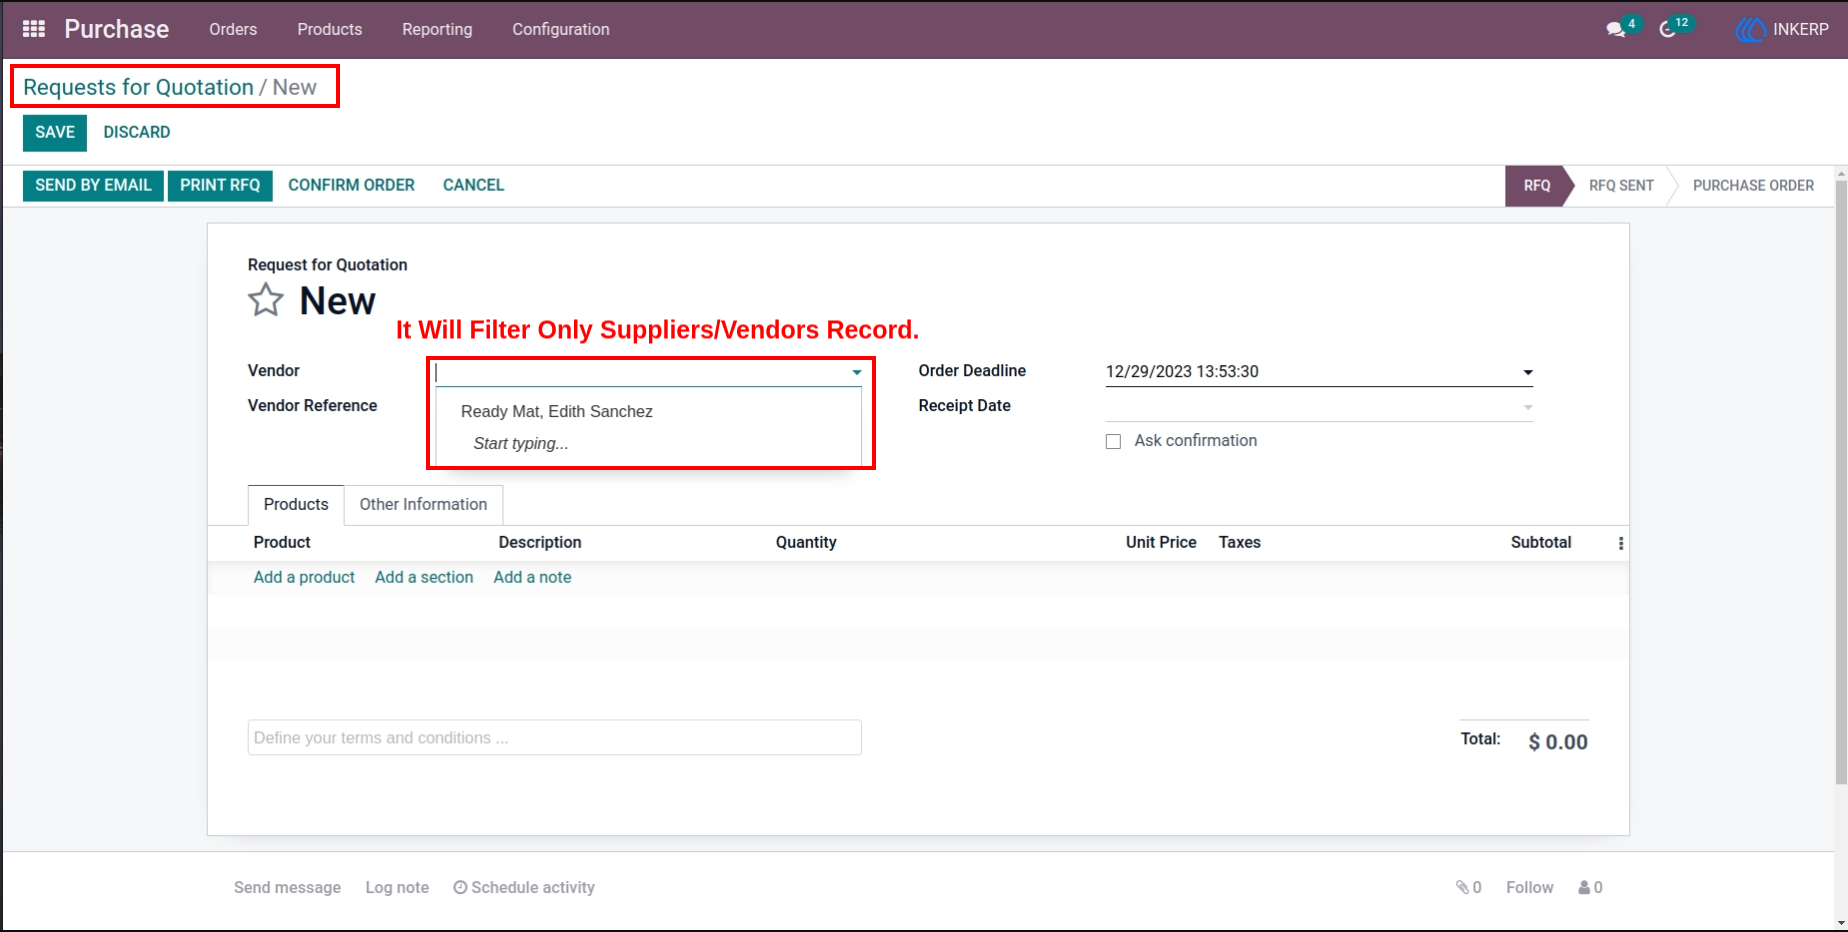 Purchase Orders Products Reporting Configuration 4 12 INKERP
Requests for Quotation / New
SAVE DISCARD
SEND BY EMAIL PRINT RFQ CONFIRM ORDER CANCEL RFQ RFQ SENT PURCHASE ORDER
Request for Quotation
New
It Will Filter Only Suppliers/Vendors Record.
Vendor Order Deadline 12/29/2023 13:53:30
Vendor Reference Receipt Date
Ready Mat, Edith Sanchez
Start typing...
Ask confirmation
Products Other Information
Product Description Quantity Unit Price Taxes Subtotal
Add a product Add a section Add a note
Define your terms and conditions ...
Total: $ 0.00
Send message Log note Schedule activity 0 Follow 0